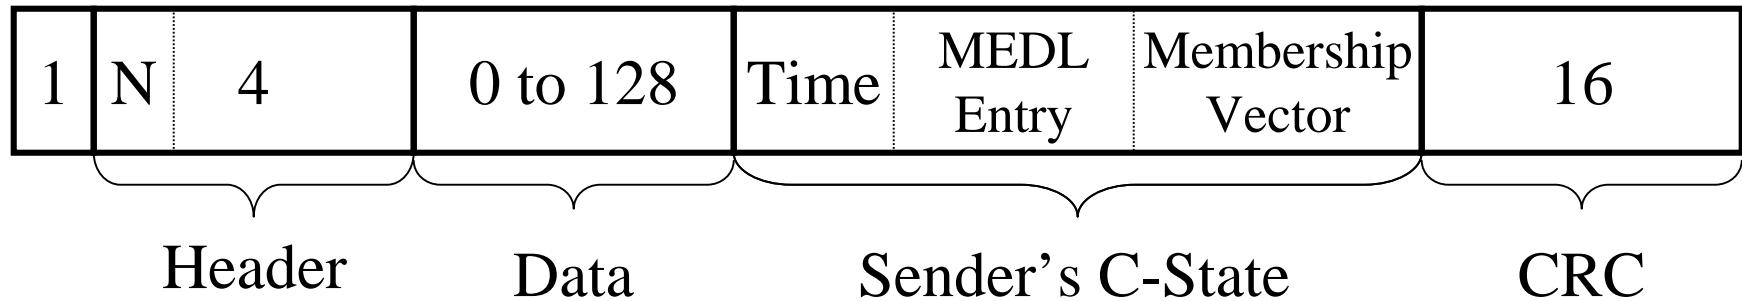 1 N 4 0 to 128 Time MEDL Entry Membership Vector 16
Header Data Sender’s C-State CRC